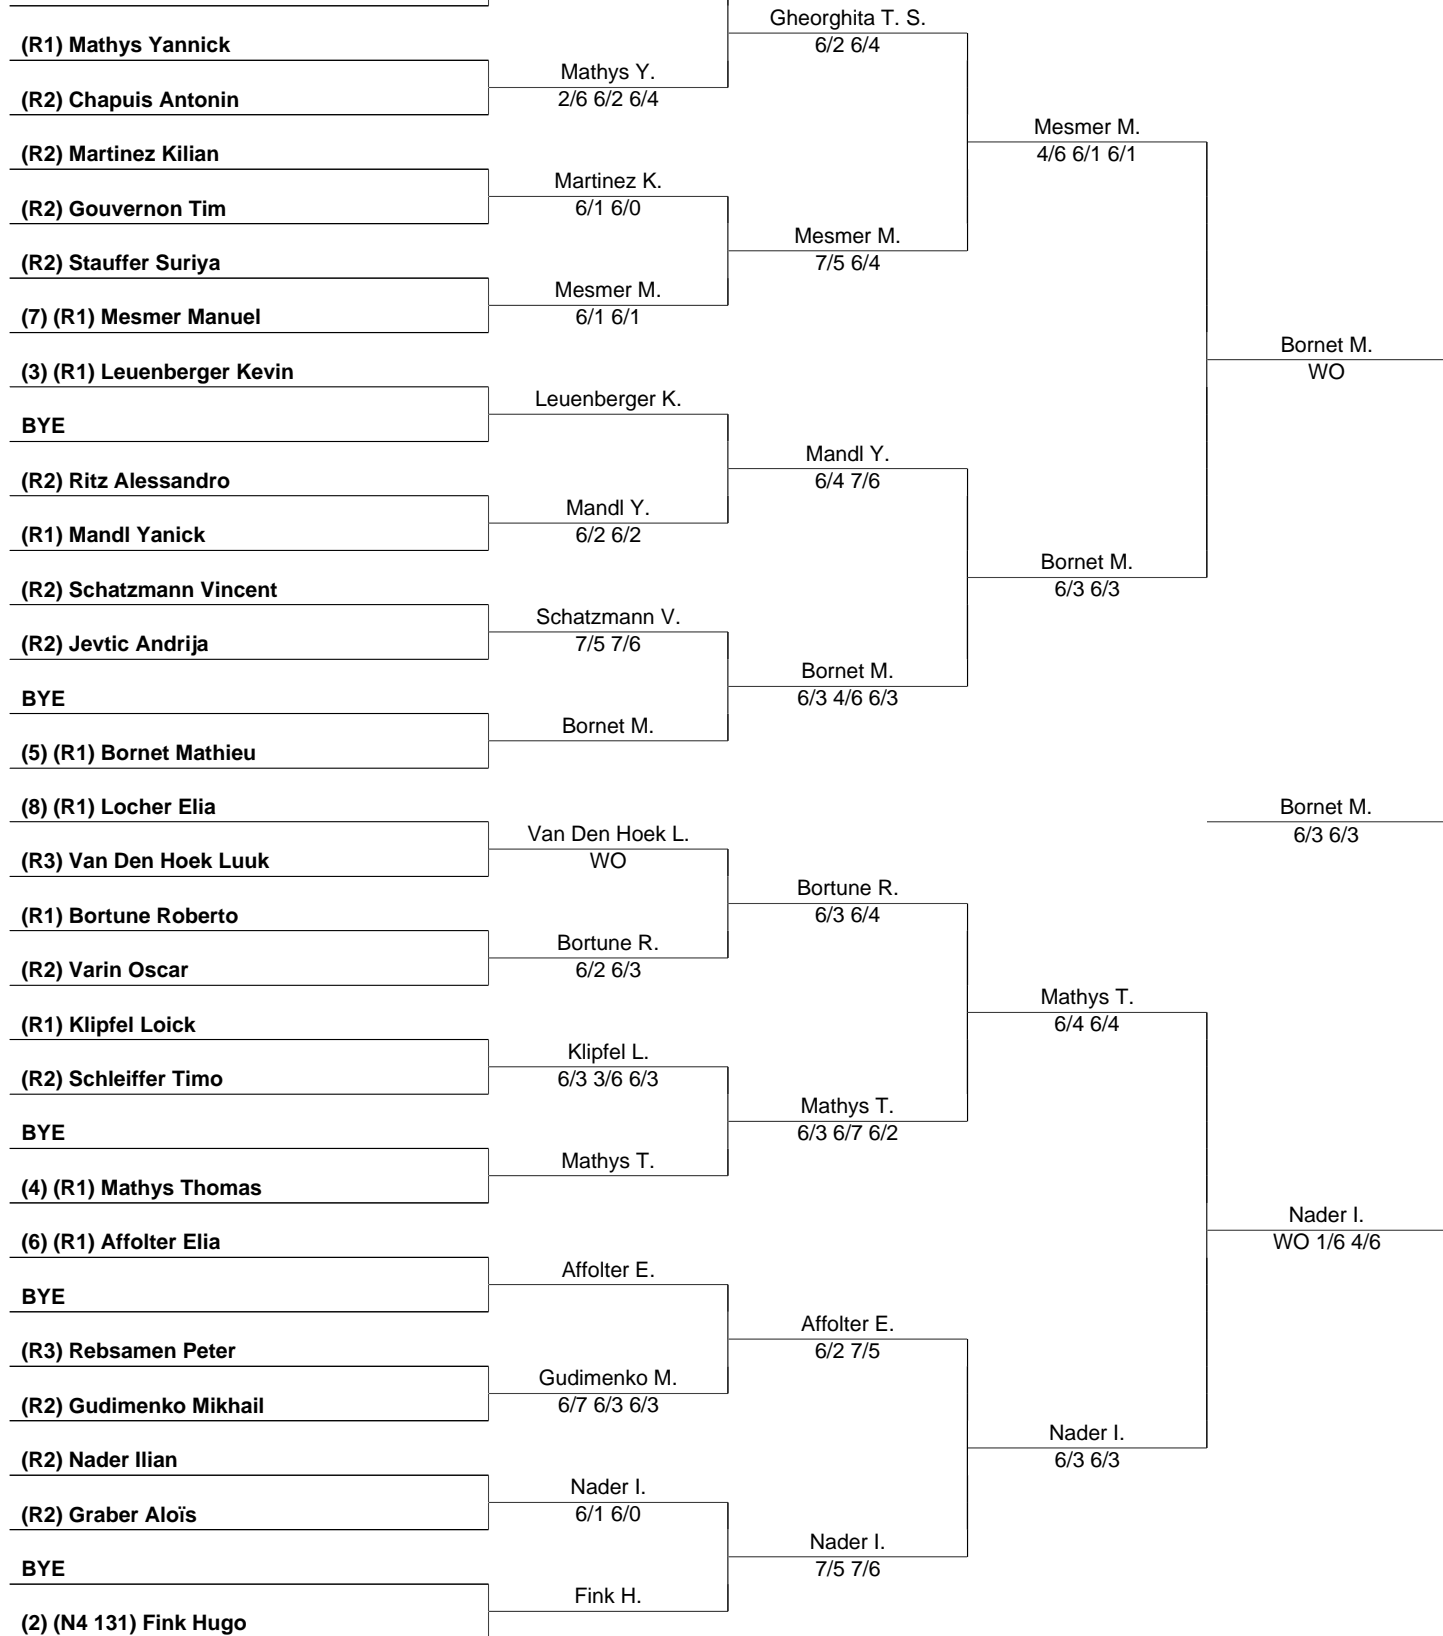 Gheorghita T. S.
(R1) Mathys Yannick
6/2 6/4
Mathys Y.
(R2) Chapuis Antonin
2/6 6/2 6/4
Mesmer M.
(R2) Martinez Kilian
4/6 6/1 6/1
Martinez K.
(R2) Gouvernon Tim
6/1 6/0
Mesmer M.
(R2) Stauffer Suriya
7/5 6/4
Mesmer M.
(7) (R1) Mesmer Manuel
6/1 6/1
Bornet M.
(3) (R1) Leuenberger Kevin
WO
Leuenberger K.
BYE
Mandl Y.
(R2) Ritz Alessandro
6/4 7/6
Mandl Y.
(R1) Mandl Yanick
6/2 6/2
Bornet M.
(R2) Schatzmann Vincent
6/3 6/3
Schatzmann V.
(R2) Jevtic Andrija
7/5 7/6
Bornet M.
BYE
6/3 4/6 6/3
Bornet M.
(5) (R1) Bornet Mathieu
(8) (R1) Locher Elia
Bornet M.
6/3 6/3
Van Den Hoek L.
(R3) Van Den Hoek Luuk
WO
Bortune R.
(R1) Bortune Roberto
6/3 6/4
Bortune R.
(R2) Varin Oscar
6/2 6/3
Mathys T.
(R1) Klipfel Loick
6/4 6/4
Klipfel L.
(R2) Schleiffer Timo
6/3 3/6 6/3
Mathys T.
BYE
6/3 6/7 6/2
Mathys T.
(4) (R1) Mathys Thomas
Nader I.
(6) (R1) Affolter Elia
WO 1/6 4/6
Affolter E.
BYE
Affolter E.
(R3) Rebsamen Peter
6/2 7/5
Gudimenko M.
(R2) Gudimenko Mikhail
6/7 6/3 6/3
Nader I.
(R2) Nader Ilian
6/3 6/3
Nader I.
(R2) Graber Aloïs
6/1 6/0
Nader I.
BYE
7/5 7/6
Fink H.
(2) (N4 131) Fink Hugo